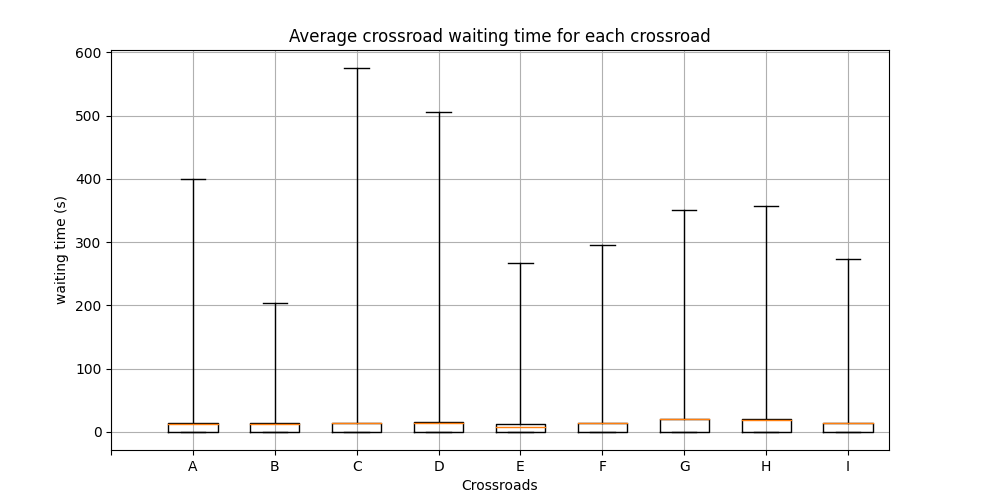 Average crossroad waiting time for each crossroad
600
500
400
300
200
100
0
waiting time (s)
A B C D E F G H I
Crossroads